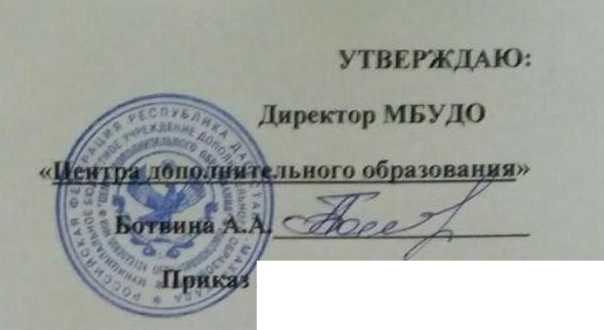 УТВЕРЖДАЮ:
Директор МБУДО
«Центра дополнительного образования»
Ботвина А.А.
Приказ